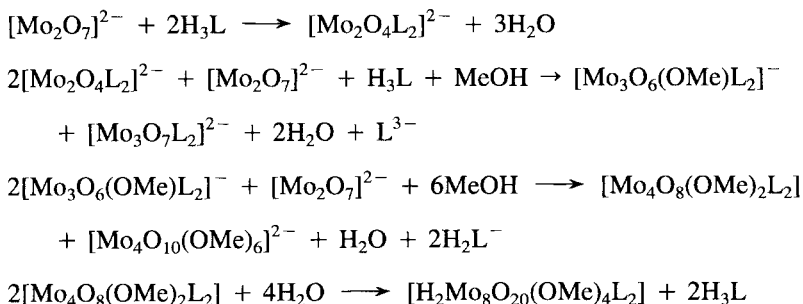 [Mo₂O₇]²⁻ + 2H₃L ⟶ [Mo₂O₄L₂]²⁻ + 3H₂O
2[Mo₂O₄L₂]²⁻ + [Mo₂O₇]²⁻ + H₃L + MeOH → [Mo₃O₆(OMe)L₂]⁻
+ [Mo₃O₇L₂]²⁻ + 2H₂O + L³⁻
2[Mo₃O₆(OMe)L₂]⁻ + [Mo₂O₇]²⁻ + 6MeOH ⟶ [Mo₄O₈(OMe)₂L₂]
+ [Mo₄O₁₀(OMe)₆]²⁻ + H₂O + 2H₂L⁻
2[Mo₄O₈(OMe)₂L₂] + 4H₂O ⟶ [H₂Mo₈O₂₀(OMe)₄L₂] + 2H₃L